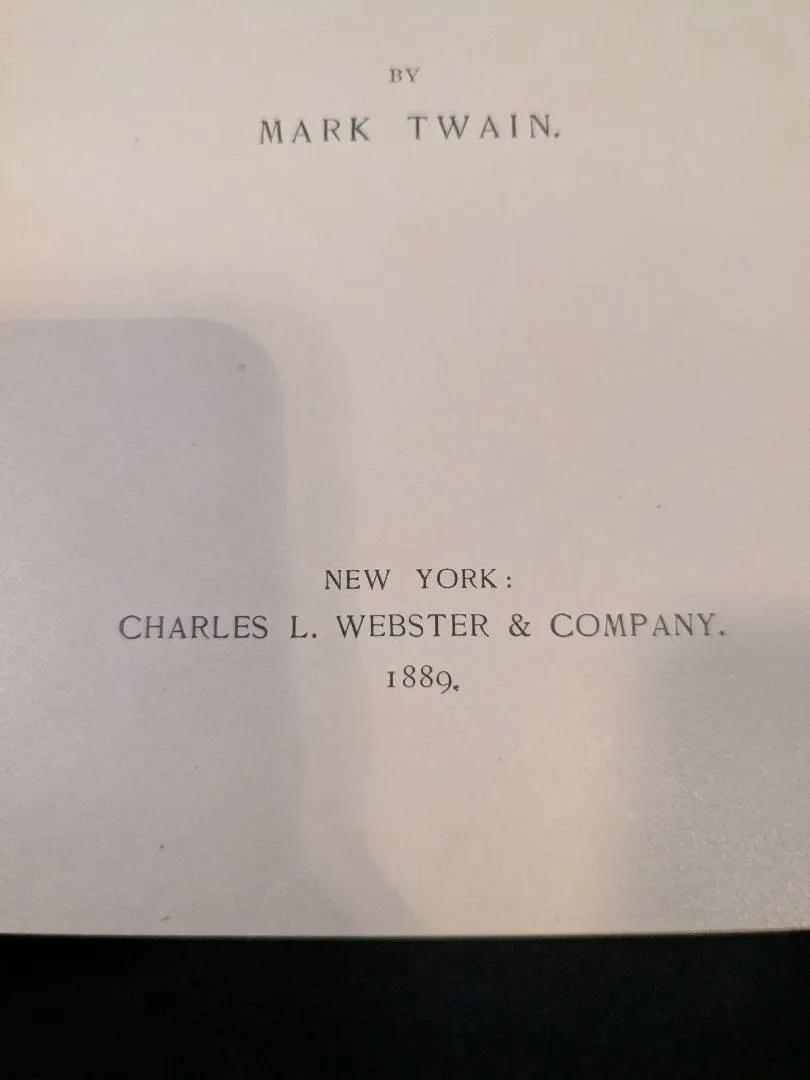 BY
MARK TWAIN.
NEW YORK:
CHARLES L. WEBSTER & COMPANY.
1889.